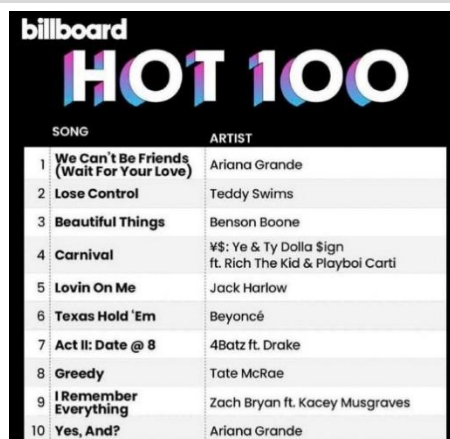 billboard
HOT 100
SONG ARTIST
1 We Can't Be Friends
(Wait For Your Love) Ariana Grande
2 Lose Control Teddy Swims
3 Beautiful Things Benson Boone
4 Carnival ¥$: Ye & Ty Dolla $ign
ft. Rich The Kid & Playboi Carti
5 Lovin On Me Jack Harlow
6 Texas Hold 'Em Beyoncé
7 Act II: Date @ 8 4Batz ft. Drake
8 Greedy Tate McRae
9 I Remember
Everything Zach Bryan ft. Kacey Musgraves
10 Yes, And? Ariana Grande